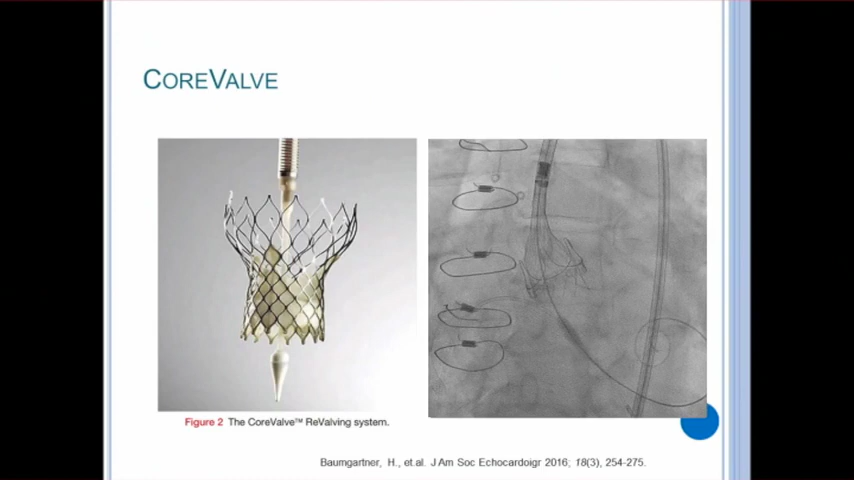 COREVALVE
Figure 2 The CoreValve™ ReValving system.
Baumgartner, H., et.al. J Am Soc Echocardoigr 2016; 18(3), 254-275.